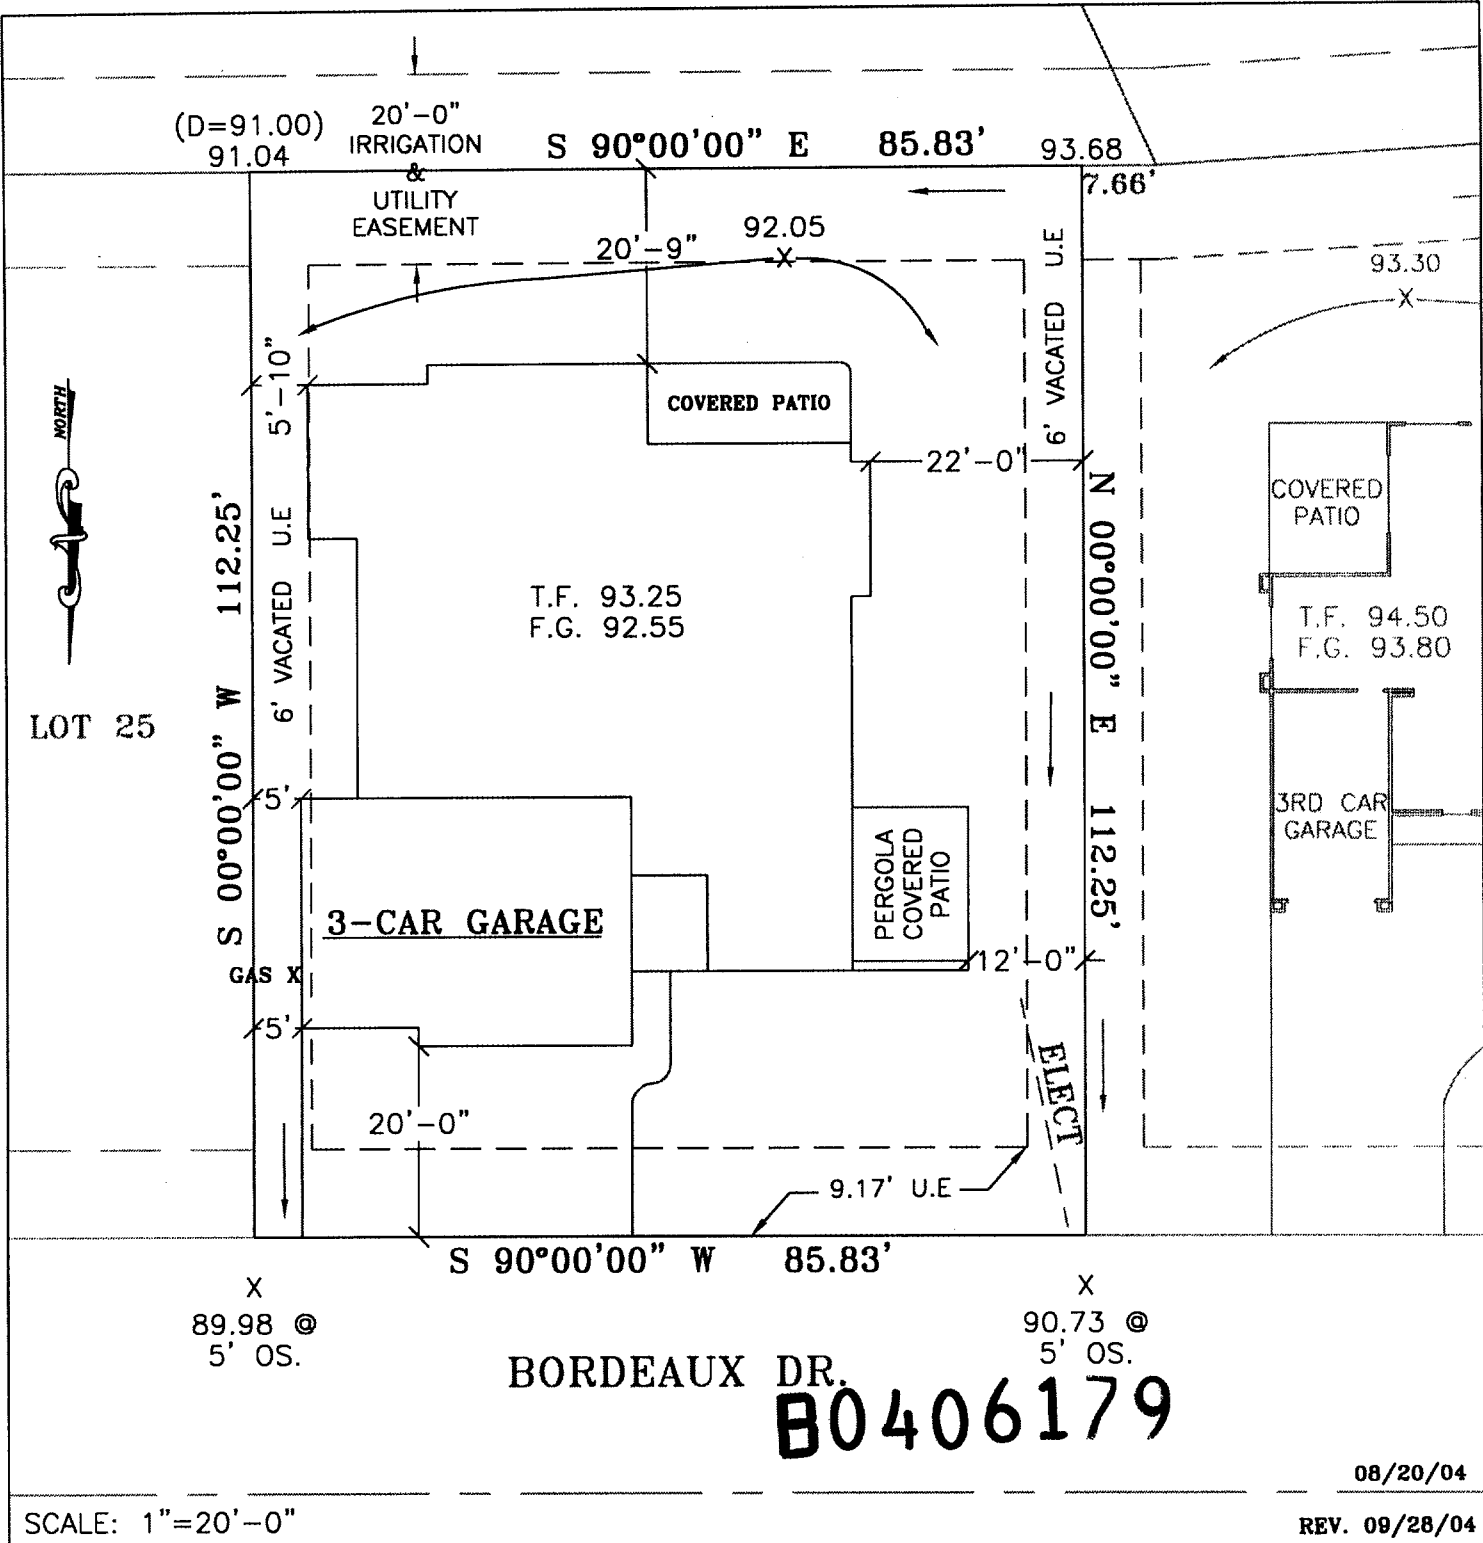 (D=91.00)
91.04
20'-0"
IRRIGATION
&
UTILITY
EASEMENT
S 90°00'00" E 85.83'
93.68
7.66'
20'-9"
92.05
6' VACATED U.E
93.30
NORTH
5'-10"
COVERED PATIO
22'-0"
S 00°00'00" W 112.25'
6' VACATED U.E
N 00°00'00" E 112.25'
COVERED
PATIO
T.F. 93.25
F.G. 92.55
T.F. 94.50
F.G. 93.80
LOT 25
5'
3RD CAR
GARAGE
PERGOLA
COVERED
PATIO
3-CAR GARAGE
12'-0"
GAS X
5'
ELECT
20'-0"
9.17' U.E
S 90°00'00" W 85.83'
X
89.98 @
5' OS.
X
90.73 @
5' OS.
BORDEAUX DR.
B0406179
08/20/04
SCALE: 1"=20'-0"
REV. 09/28/04